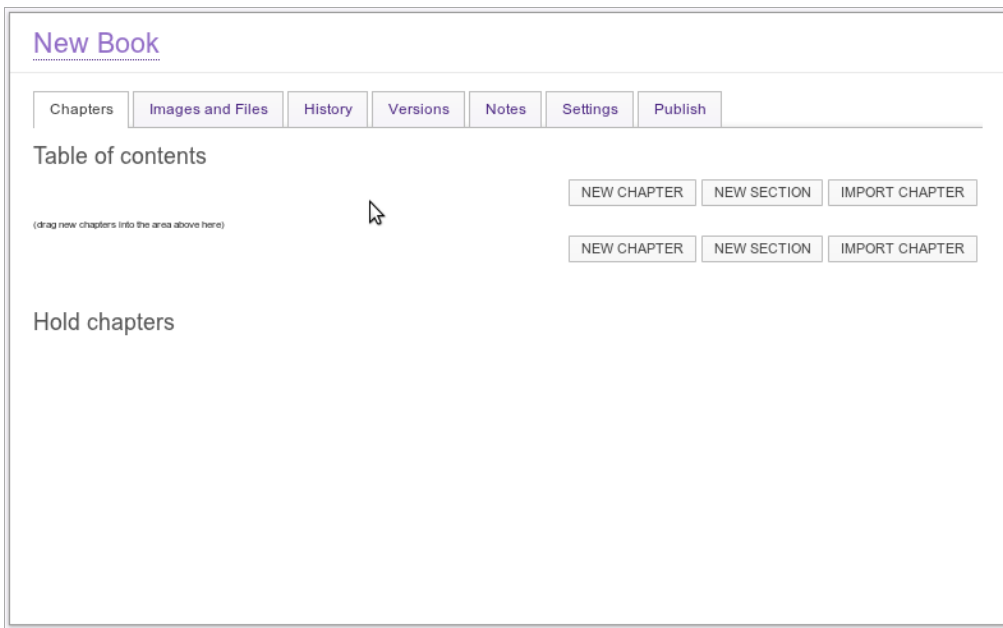 New Book
Chapters Images and Files History Versions Notes Settings Publish
Table of contents
NEW CHAPTER NEW SECTION IMPORT CHAPTER
(drag new chapters into the area above here)
NEW CHAPTER NEW SECTION IMPORT CHAPTER
Hold chapters